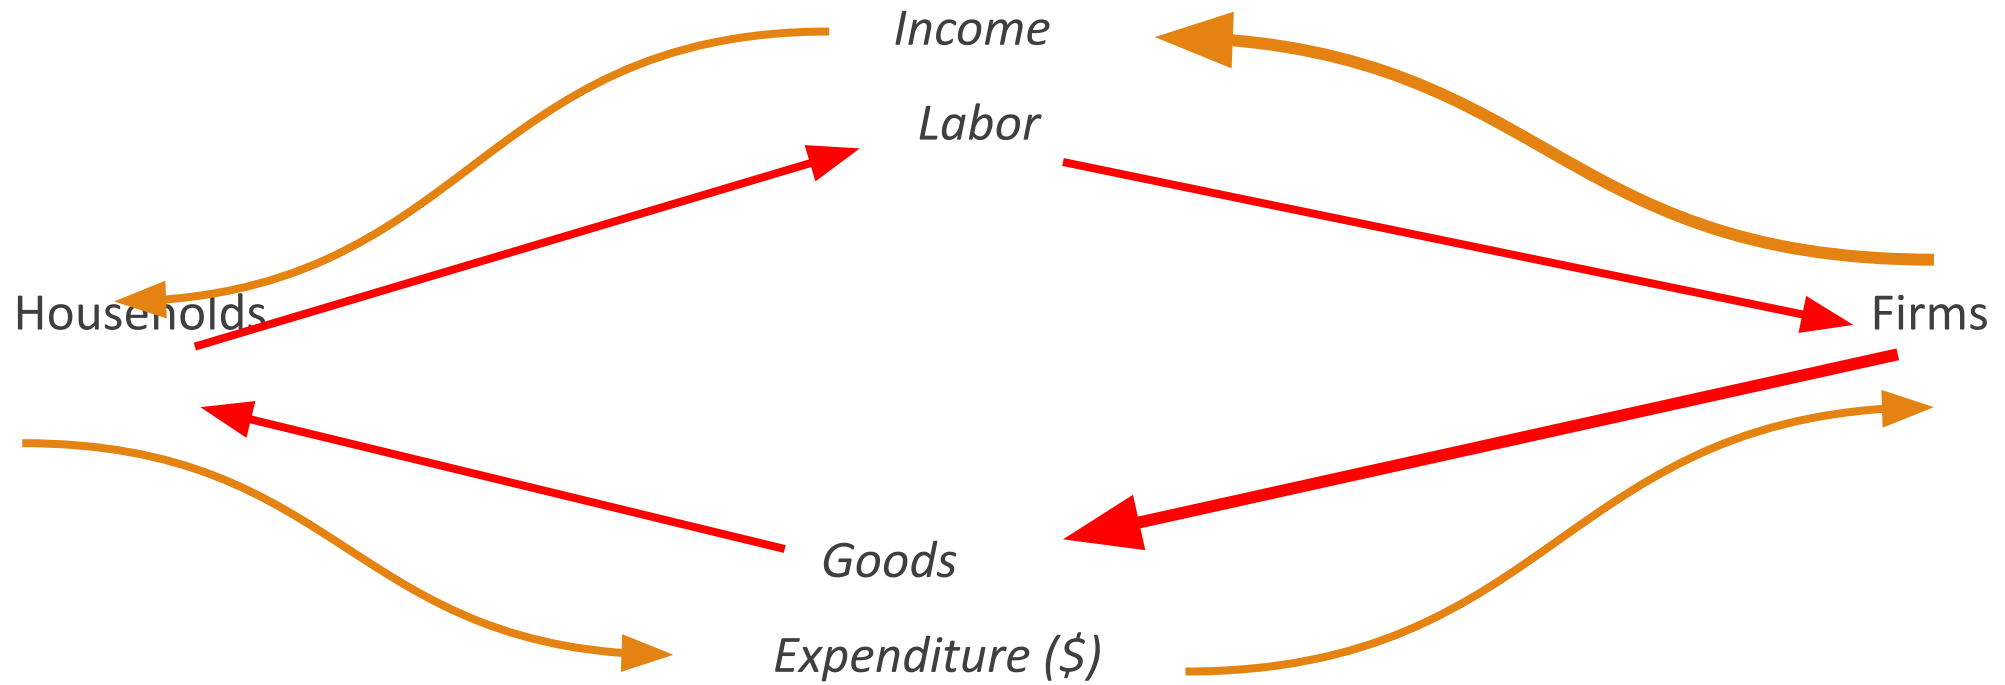 Income
Labor
Households
Firms
Goods
Expenditure ($)